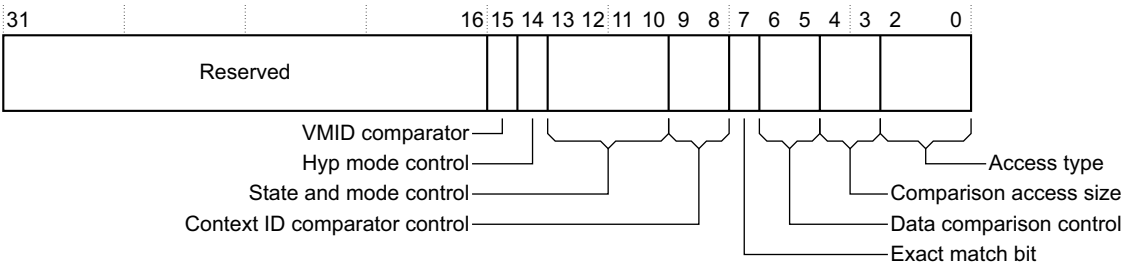 31 16 15 14 13 12 11 10 9 8 7 6 5 4 3 2 0
Reserved
VMID comparator
Hyp mode control
Access type
State and mode control
Comparison access size
Context ID comparator control
Data comparison control
Exact match bit